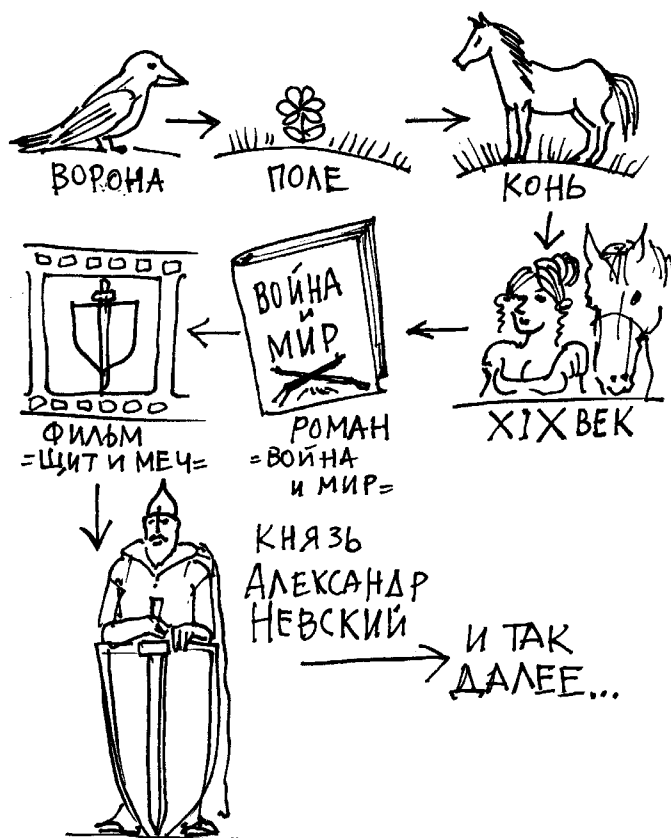 ВОРОНА
ПОЛЕ
КОНЬ
XIX ВЕК
ВОЙНА
И
МИР
РОМАН
=ВОЙНА
И МИР=
ФИЛЬМ
=ЩИТ И МЕЧ=
КНЯЗЬ
АЛЕКСАНДР
НЕВСКИЙ
И ТАК
ДАЛЕЕ...